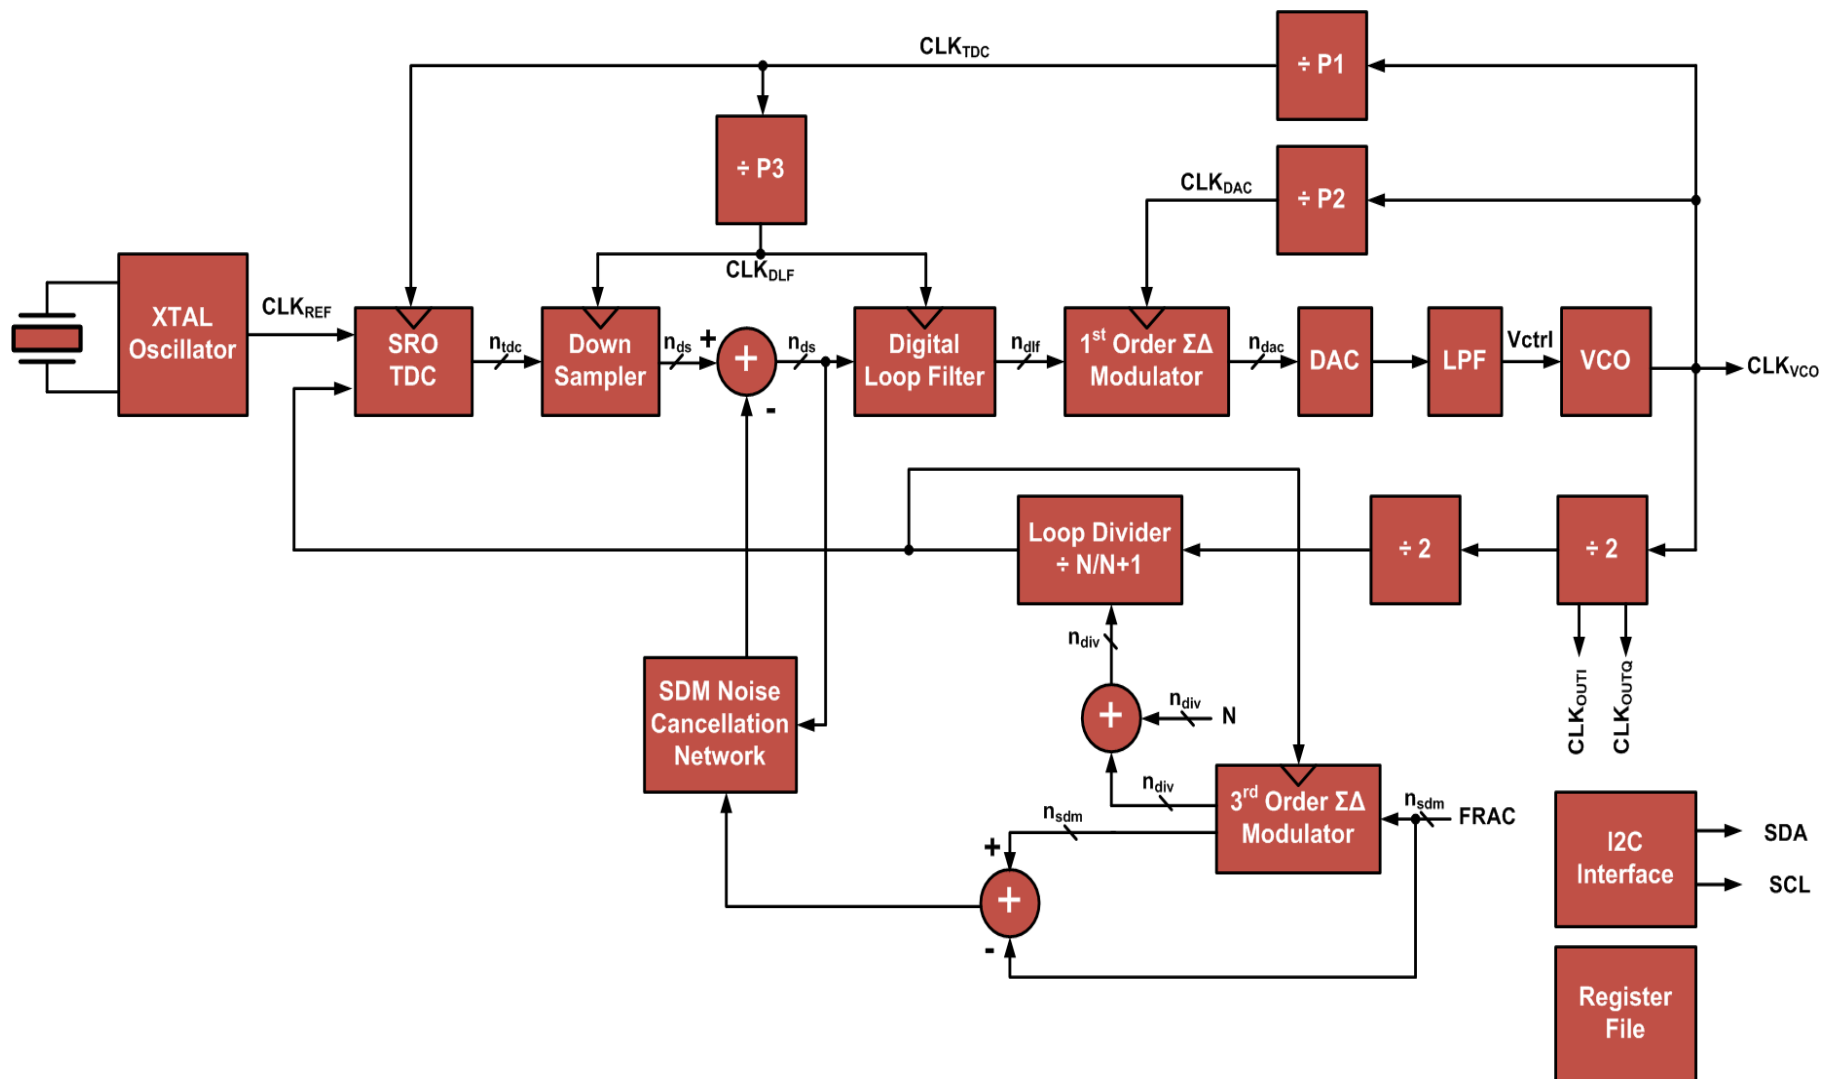 CLKTDC
÷ P1
÷ P3
CLKDAC
÷ P2
CLKDLF
XTAL
Oscillator
CLKREF
SRO
TDC
ntdc
Down
Sampler
nds
+
+
-
nds
Digital
Loop Filter
ndlf
1st Order ΣΔ
Modulator
ndac
DAC
LPF
Vctrl
VCO
CLKVCO
Loop Divider
÷ N/N+1
÷ 2
÷ 2
CLKOUTI
CLKOUTQ
ndiv
+
ndiv
N
SDM Noise
Cancellation
Network
ndiv
3rd Order ΣΔ
Modulator
nsdm
FRAC
nsdm
+
+
-
I2C
Interface
SDA
SCL
Register
File